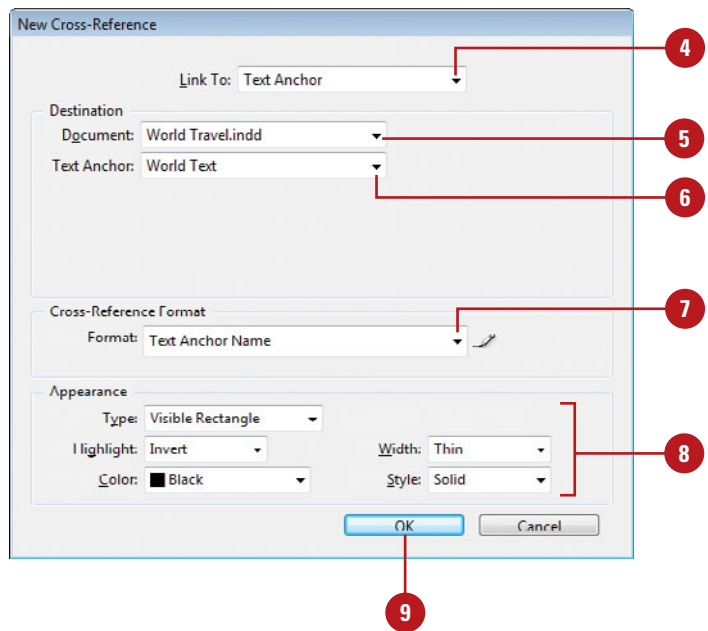 New Cross-Reference
4
Link To: Text Anchor
Destination
Document: World Travel.indd
5
Text Anchor: World Text
6
Cross-Reference Format
7
Format: Text Anchor Name
Appearance
Type: Visible Rectangle
Highlight: Invert Width: Thin
8
Color: Black Style: Solid
OK Cancel
9